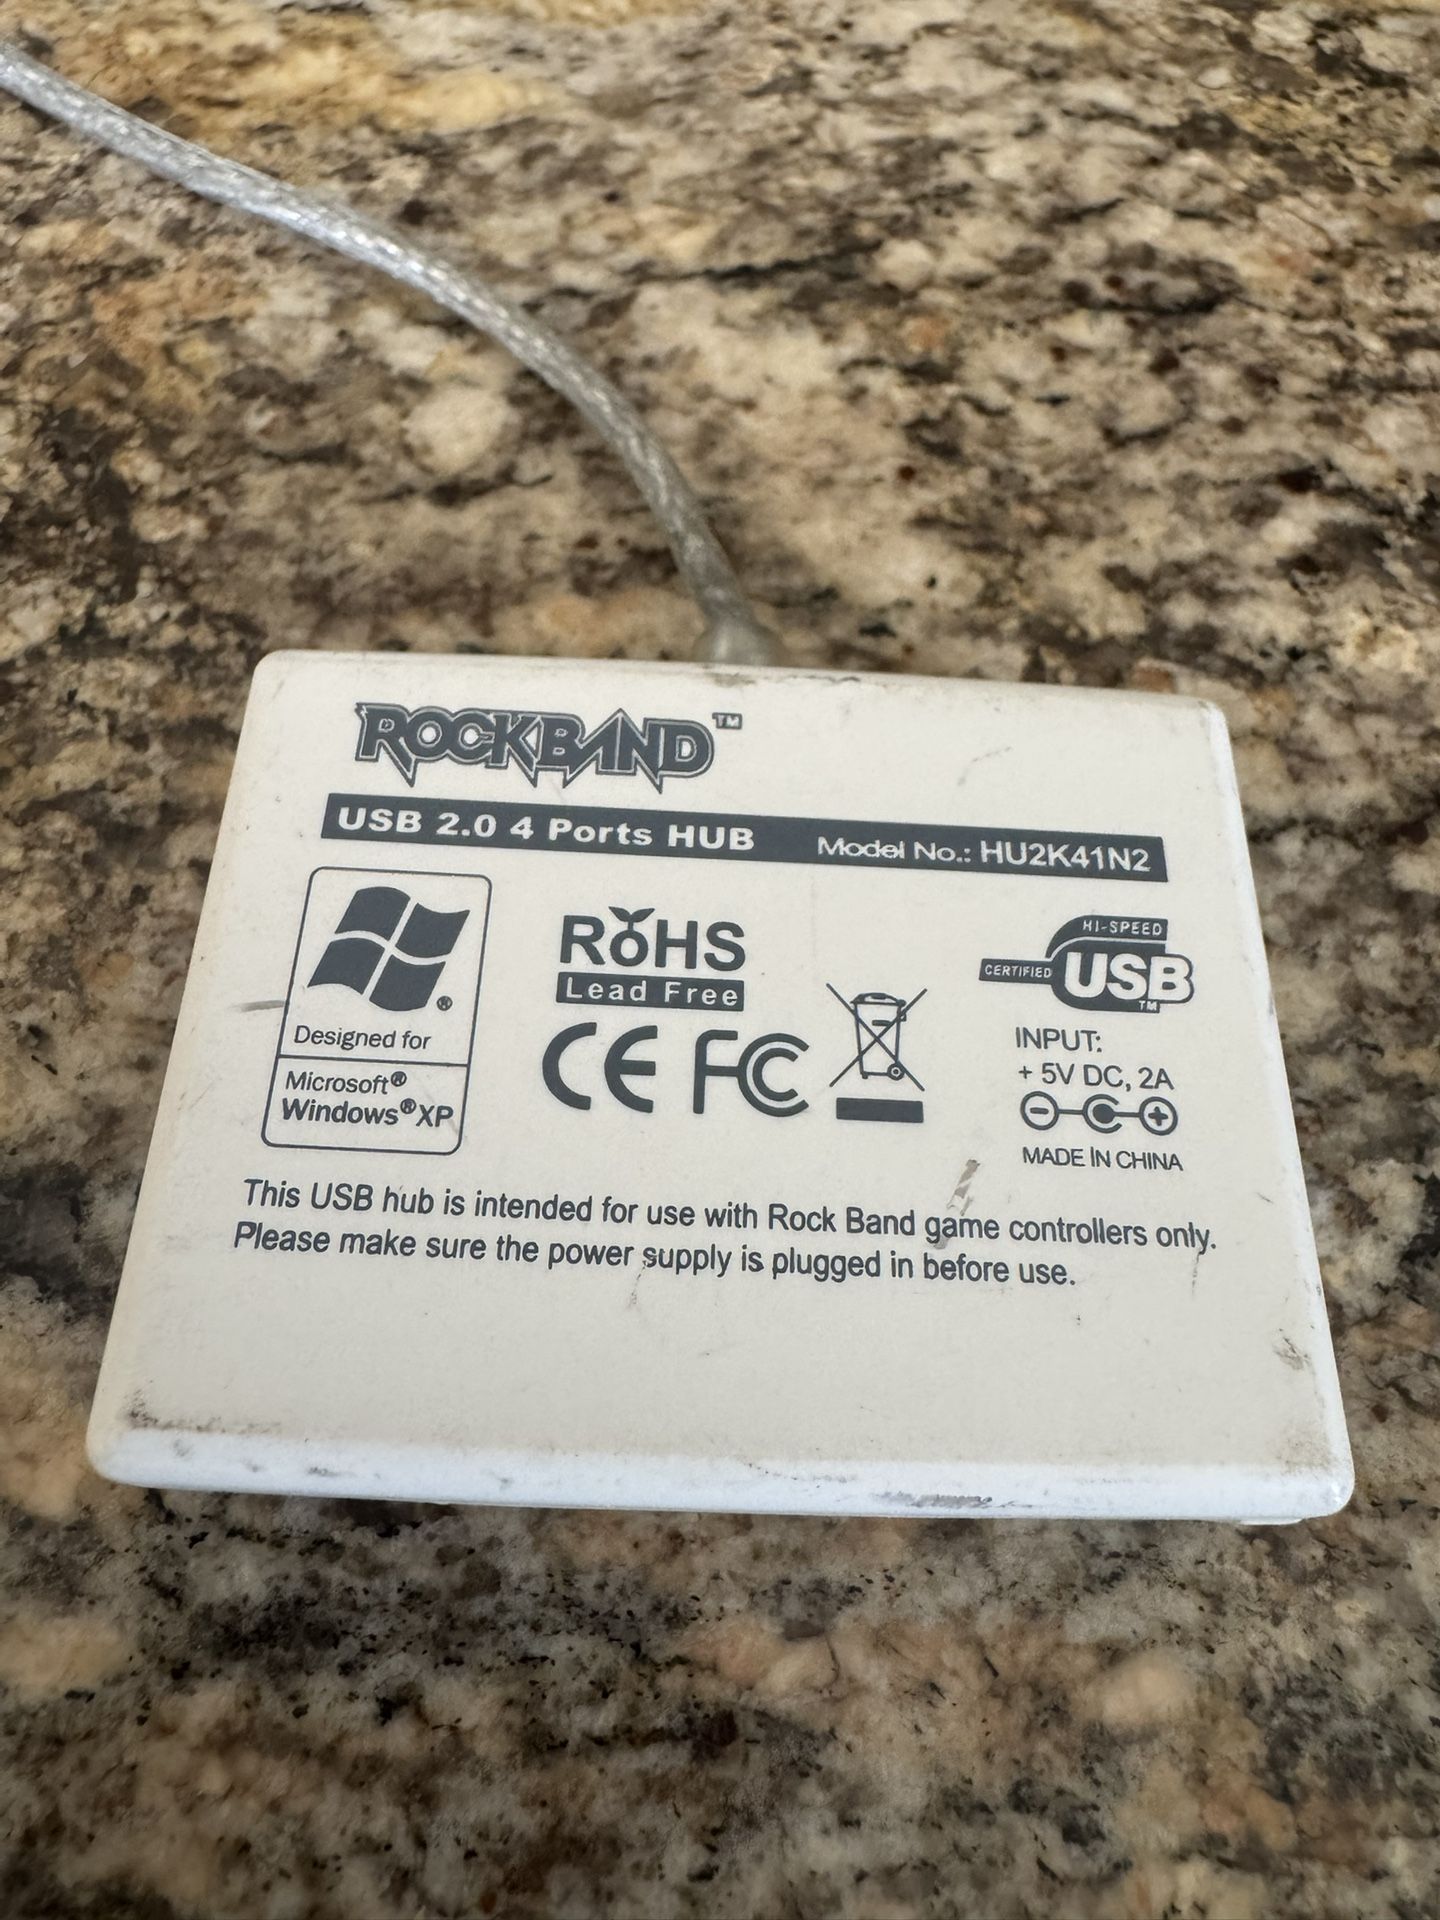 ROCKBAND™
USB 2.0 4 Ports HUB Model No.: HU2K41N2
Designed for
Microsoft®
Windows®XP
RoHS
Lead Free
CE FC
HI-SPEED
CERTIFIED USB™
INPUT:
+ 5V DC, 2A
MADE IN CHINA
This USB hub is intended for use with Rock Band game controllers only.
Please make sure the power supply is plugged in before use.